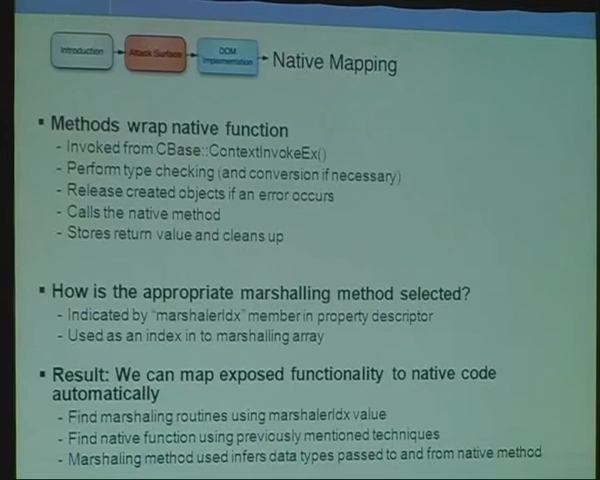 Introduction
Attack Surface
DOM
Implementation
Native Mapping
▪ Methods wrap native function
- Invoked from CBase::ContextInvokeEx()
- Perform type checking (and conversion if necessary)
- Release created objects if an error occurs
- Calls the native method
- Stores return value and cleans up
▪ How is the appropriate marshalling method selected?
- Indicated by "marshalerIdx" member in property descriptor
- Used as an index in to marshalling array
▪ Result: We can map exposed functionality to native code
automatically
- Find marshaling routines using marshalerIdx value
- Find native function using previously mentioned techniques
- Marshaling method used infers data types passed to and from native method